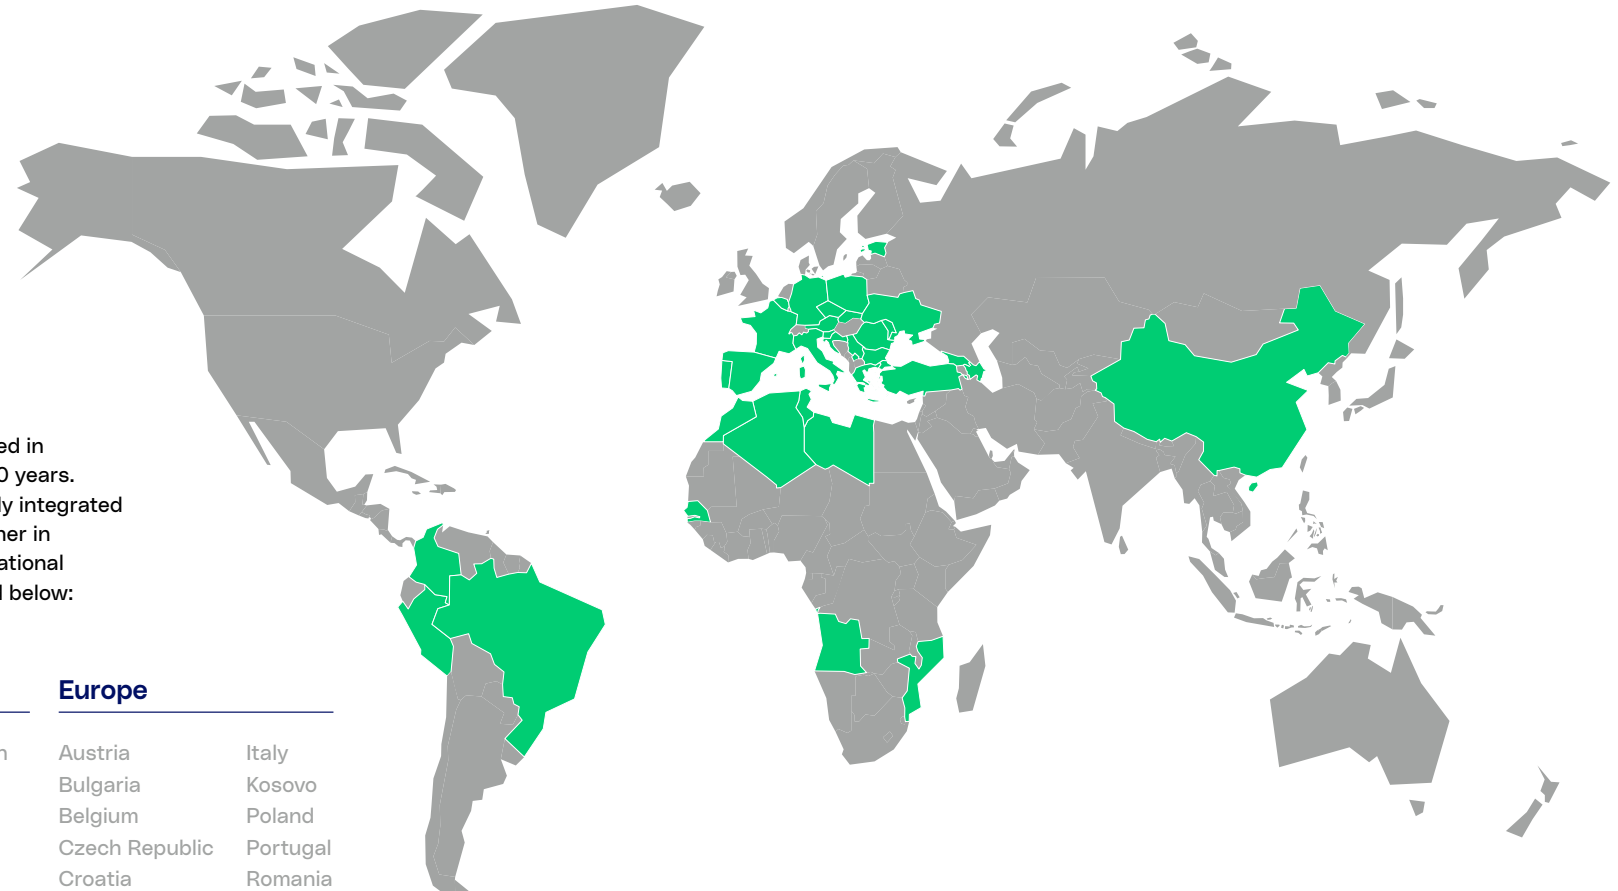 ed in
0 years.
ly integrated
ner in
ational
d below:
Europe
n
Austria
Italy
Bulgaria
Kosovo
Belgium
Poland
Czech Republic
Portugal
Croatia
Romania